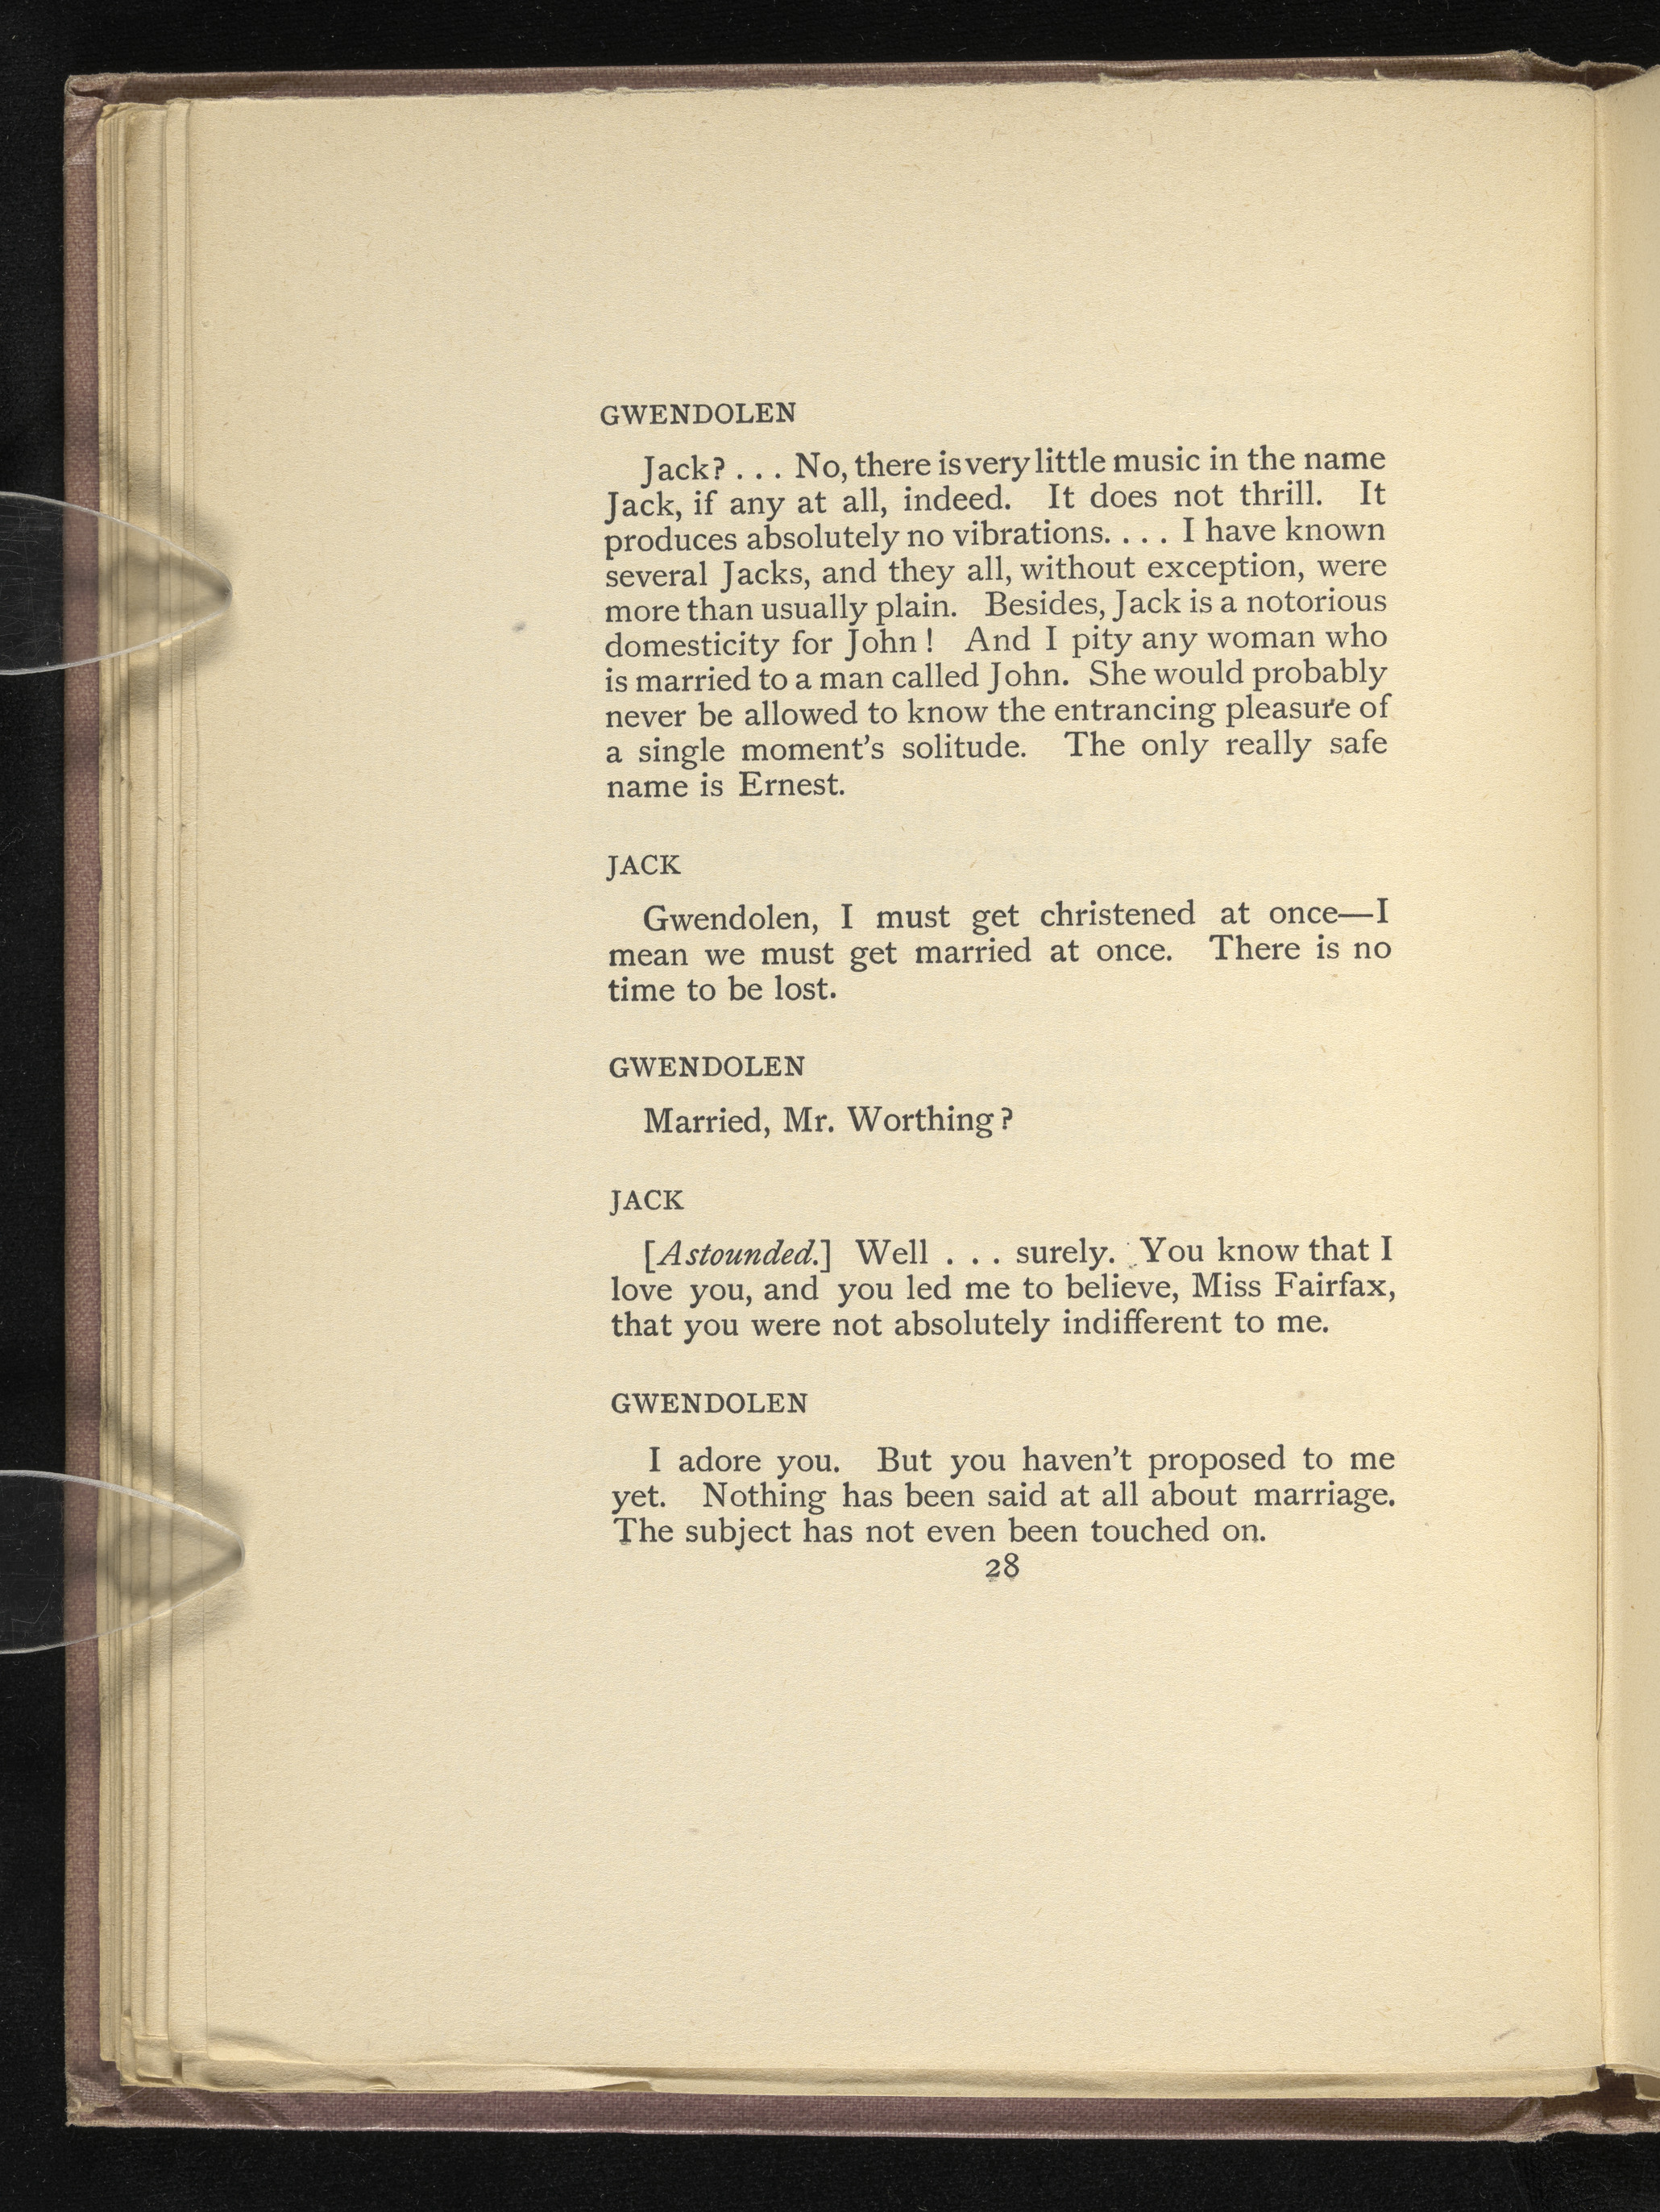 GWENDOLEN
Jack? . . . No, there is very little music in the name
Jack, if any at all, indeed. It does not thrill. It
produces absolutely no vibrations. . . . I have known
several Jacks, and they all, without exception, were
more than usually plain. Besides, Jack is a notorious
domesticity for John! And I pity any woman who
is married to a man called John. She would probably
never be allowed to know the entrancing pleasure of
a single moment's solitude. The only really safe
name is Ernest.
JACK
Gwendolen, I must get christened at once—I
mean we must get married at once. There is no
time to be lost.
GWENDOLEN
Married, Mr. Worthing?
JACK
[Astounded.] Well . . . surely. You know that I
love you, and you led me to believe, Miss Fairfax,
that you were not absolutely indifferent to me.
GWENDOLEN
I adore you. But you haven't proposed to me
yet. Nothing has been said at all about marriage.
The subject has not even been touched on.
28